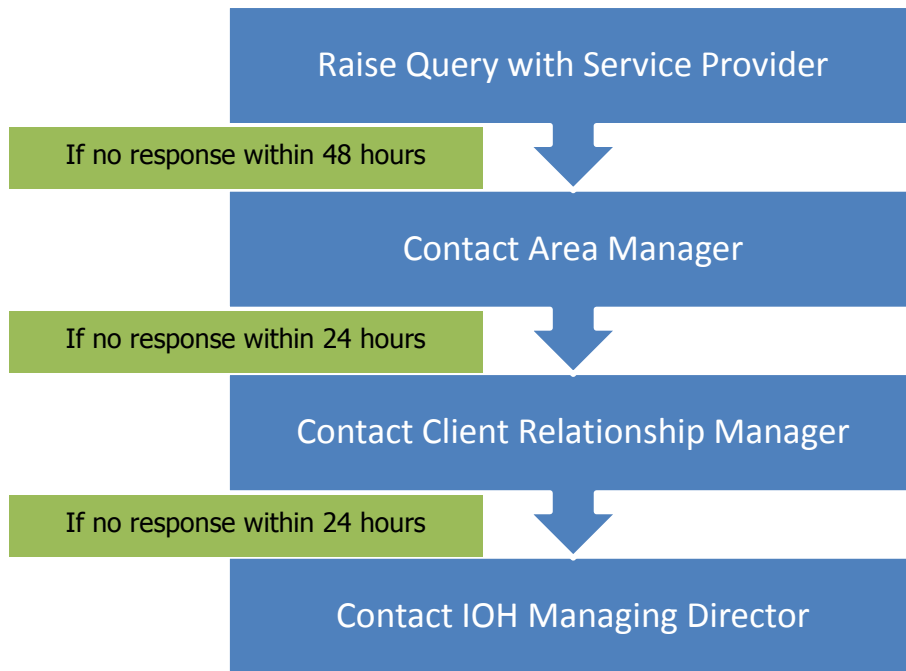 Raise Query with Service Provider
If no response within 48 hours
Contact Area Manager
If no response within 24 hours
Contact Client Relationship Manager
If no response within 24 hours
Contact IOH Managing Director